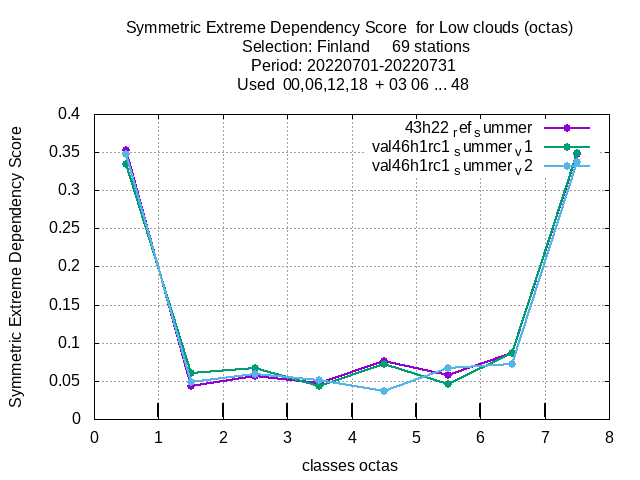 Symmetric Extreme Dependency Score  for Low clouds (octas)
Selection: Finland     69 stations
Period: 20220701-20220731
Used  00,06,12,18  + 03 06 ... 48
Symmetric Extreme Dependency Score
0.4
0.35
0.3
0.25
0.2
0.15
0.1
0.05
0
43h22 ref summer
val46h1rc1 summer v1
val46h1rc1 summer v2
0 1 2 3 4 5 6 7 8
classes octas